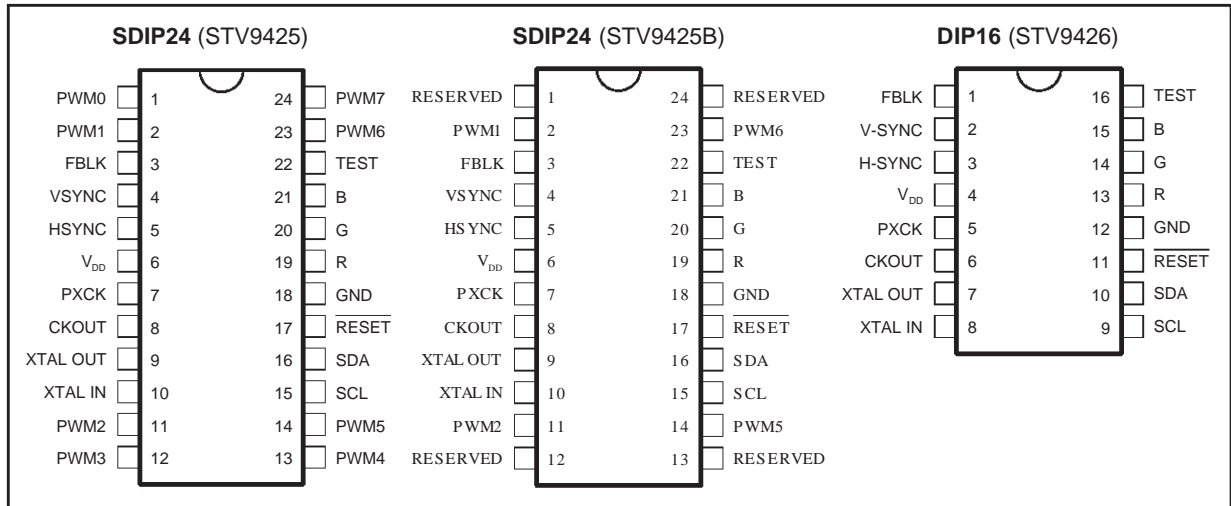 SDIP24 (STV9425)
PWM0 1 24 PWM7
PWM1 2 23 PWM6
FBLK 3 22 TEST
VSYNC 4 21 B
HSYNC 5 20 G
VDD 6 19 R
PXCK 7 18 GND
CKOUT 8 17 RESET
XTAL OUT 9 16 SDA
XTAL IN 10 15 SCL
PWM2 11 14 PWM5
PWM3 12 13 PWM4
SDIP24 (STV9425B)
RESERVED 1 24 RESERVED
PWM1 2 23 PWM6
FBLK 3 22 TEST
VSYNC 4 21 B
HSYNC 5 20 G
VDD 6 19 R
PXCK 7 18 GND
CKOUT 8 17 RESET
XTAL OUT 9 16 SDA
XTAL IN 10 15 SCL
PWM2 11 14 PWM5
RESERVED 12 13 RESERVED
DIP16 (STV9426)
FBLK 1 16 TEST
V-SYNC 2 15 B
H-SYNC 3 14 G
VDD 4 13 R
PXCK 5 12 GND
CKOUT 6 11 RESET
XTAL OUT 7 10 SDA
XTAL IN 8 9 SCL